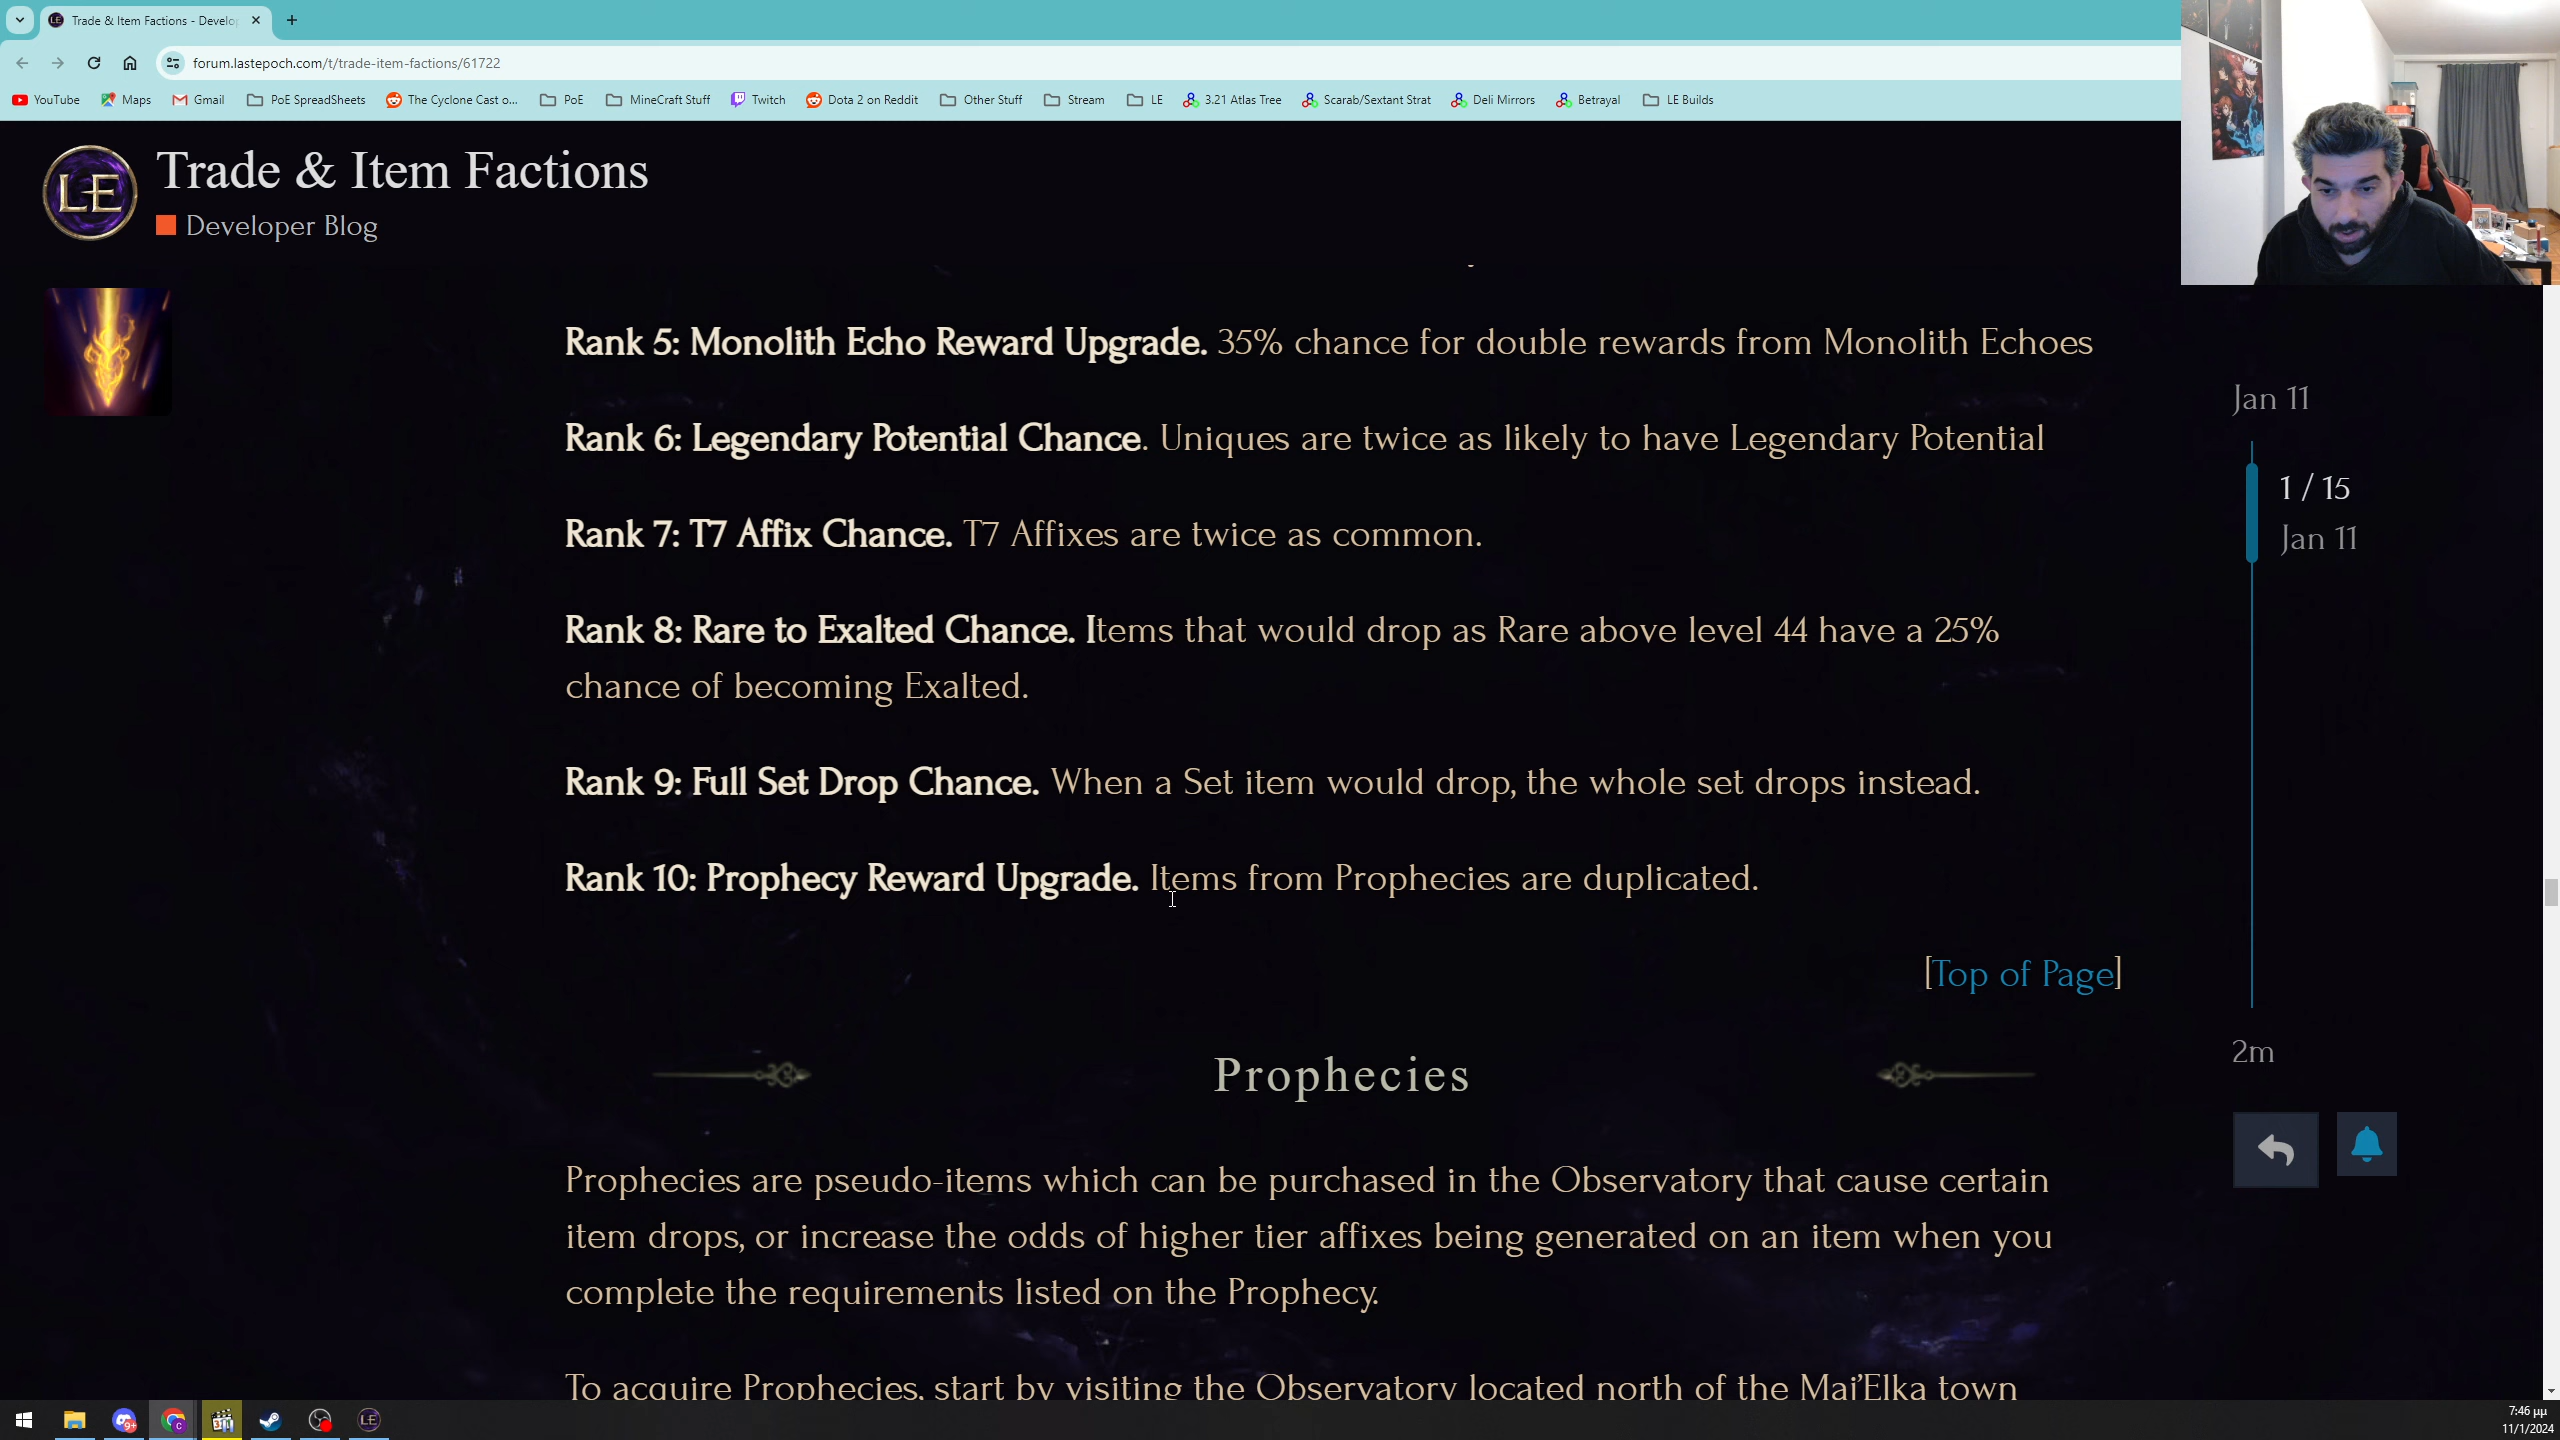 Trade & Item Factions - Develo
forum.lastepoch.com/t/trade-item-factions/61722
YouTube
Maps
Gmail
PoE SpreadSheets
The Cyclone Cast o...
PoE
MineCraft Stuff
Twitch
Dota 2 on Reddit
Other Stuff
Stream
LE
3.21 Atlas Tree
Scarab/Sextant Strat
Deli Mirrors
Betrayal
LE Builds
LE
Trade & Item Factions
Developer Blog
Rank 5: Monolith Echo Reward Upgrade. 35% chance for double rewards from Monolith Echoes
Rank 6: Legendary Potential Chance. Uniques are twice as likely to have Legendary Potential
Rank 7: T7 Affix Chance. T7 Affixes are twice as common.
Rank 8: Rare to Exalted Chance. Items that would drop as Rare above level 44 have a 25%
chance of becoming Exalted.
Rank 9: Full Set Drop Chance. When a Set item would drop, the whole set drops instead.
Rank 10: Prophecy Reward Upgrade. Items from Prophecies are duplicated.
[Top of Page]
Prophecies
Prophecies are pseudo-items which can be purchased in the Observatory that cause certain
item drops, or increase the odds of higher tier affixes being generated on an item when you
complete the requirements listed on the Prophecy.
To acquire Prophecies, start by visiting the Observatory located north of the Maj'Elka town
Jan 11
1 / 15
Jan 11
2m
9+
LE
7:46 μμ
11/1/2024